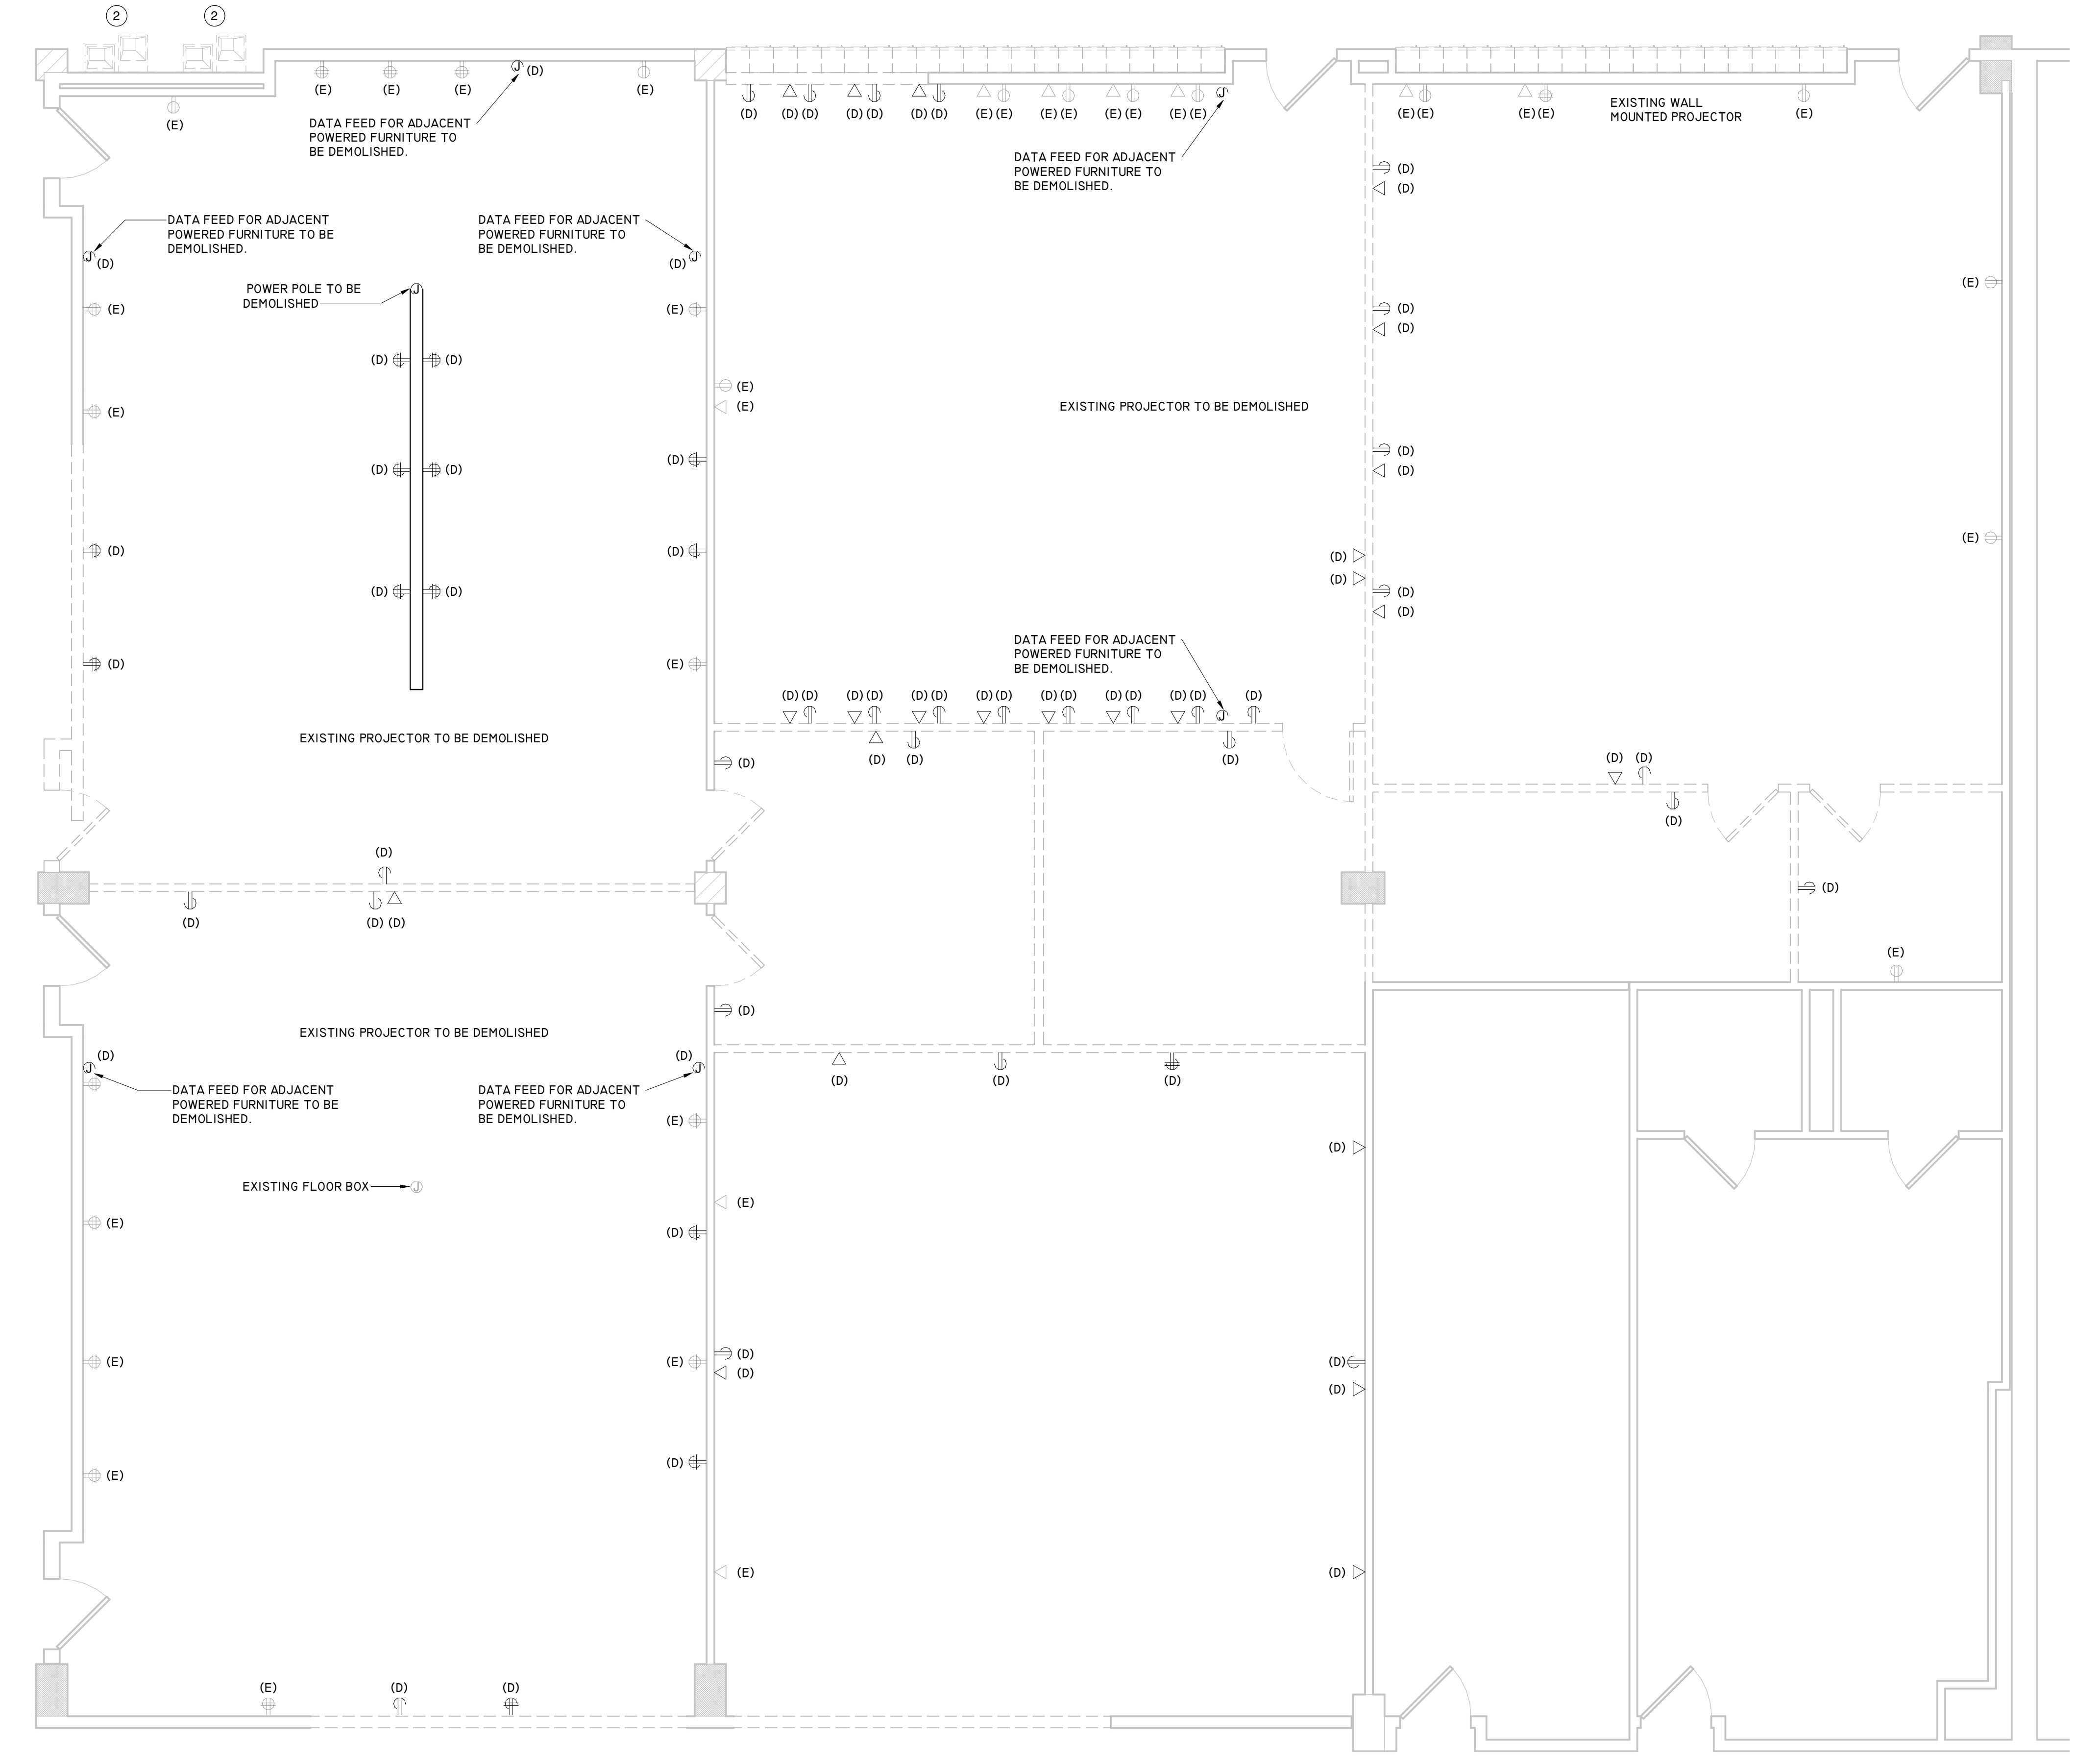 2 2
(E) (E) (E) (D) (E)
(E)
DATA FEED FOR ADJACENT
POWERED FURNITURE TO
BE DEMOLISHED.
(D) (D) (D) (D) (D) (D) (D) (E) (E) (E) (E) (E) (E) (E) (E)
DATA FEED FOR ADJACENT
POWERED FURNITURE TO
BE DEMOLISHED.
(E) (E) (E) (E) (E)
EXISTING WALL
MOUNTED PROJECTOR
(D)
(D)
DATA FEED FOR ADJACENT
POWERED FURNITURE TO BE
DEMOLISHED.
(D)
DATA FEED FOR ADJACENT
POWERED FURNITURE TO
BE DEMOLISHED.
(D)
POWER POLE TO BE
DEMOLISHED
J
(E)
(E) (E)
(D)
(D)
(D) (D)
(E)
(E)
(E)
EXISTING PROJECTOR TO BE DEMOLISHED
(D)
(D)
(D)
(D) (D)
(E)
(D)
(D)
(D)
(D)
(D) (D)
(D)
(D)
DATA FEED FOR ADJACENT
POWERED FURNITURE TO
BE DEMOLISHED.
(D)
(E)
(D) (D) (D) (D) (D) (D) (D) (D) (D) (D) (D) (D) (D) (D) (D)
EXISTING PROJECTOR TO BE DEMOLISHED
(D)
(D) (D)
(D)
(D) (D)
(D)
(D)
(D)
(D) (D) (D)
(E)
(D)
EXISTING PROJECTOR TO BE DEMOLISHED
(D)
(D)
DATA FEED FOR ADJACENT
POWERED FURNITURE TO BE
DEMOLISHED.
DATA FEED FOR ADJACENT
POWERED FURNITURE TO
BE DEMOLISHED.
(D) (D) (D)
(E)
(D)
EXISTING FLOOR BOX
J
(E)
(E)
(D)
(D)
(D)
(E) (E)
(D)
(D)
(D)
(E)
(E)
(D)
(D)
(E) (D) (D)